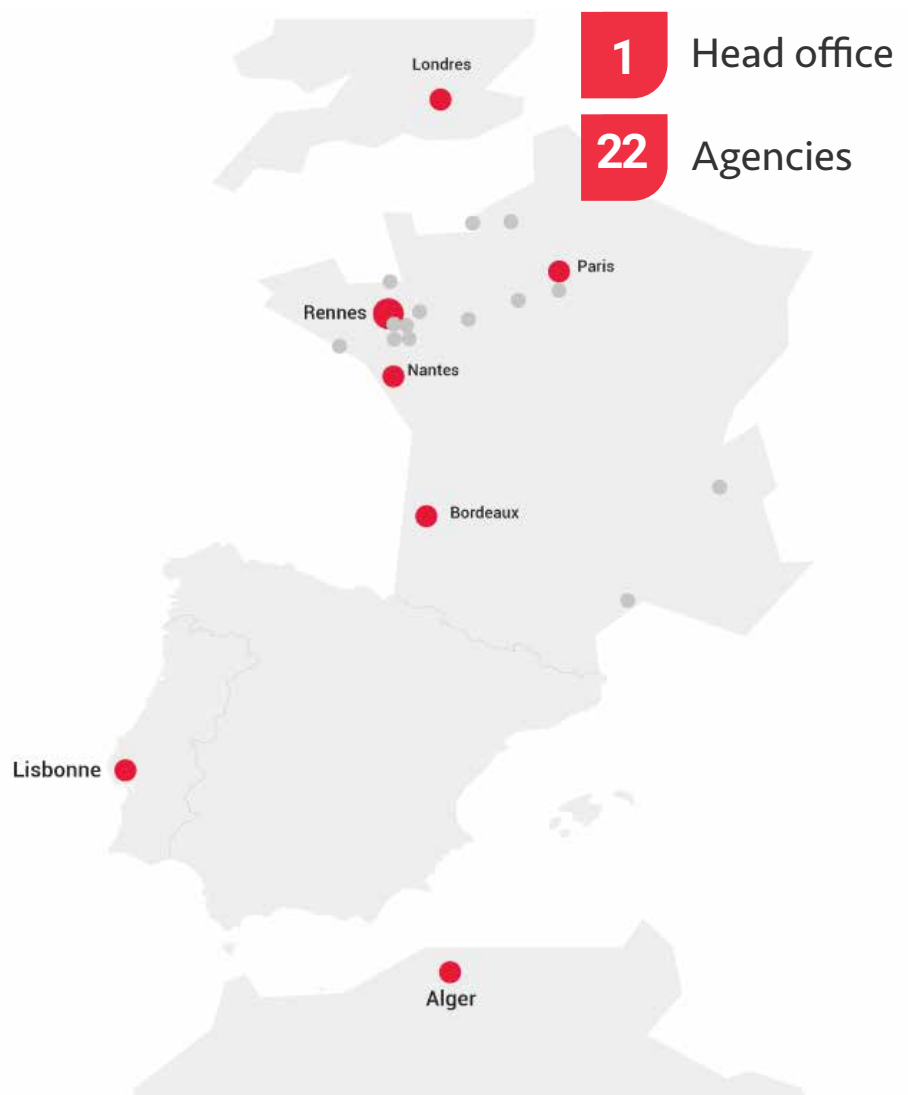 1 Head office
22 Agencies
Londres
Paris
Rennes
Nantes
Bordeaux
Lisbonne
Alger